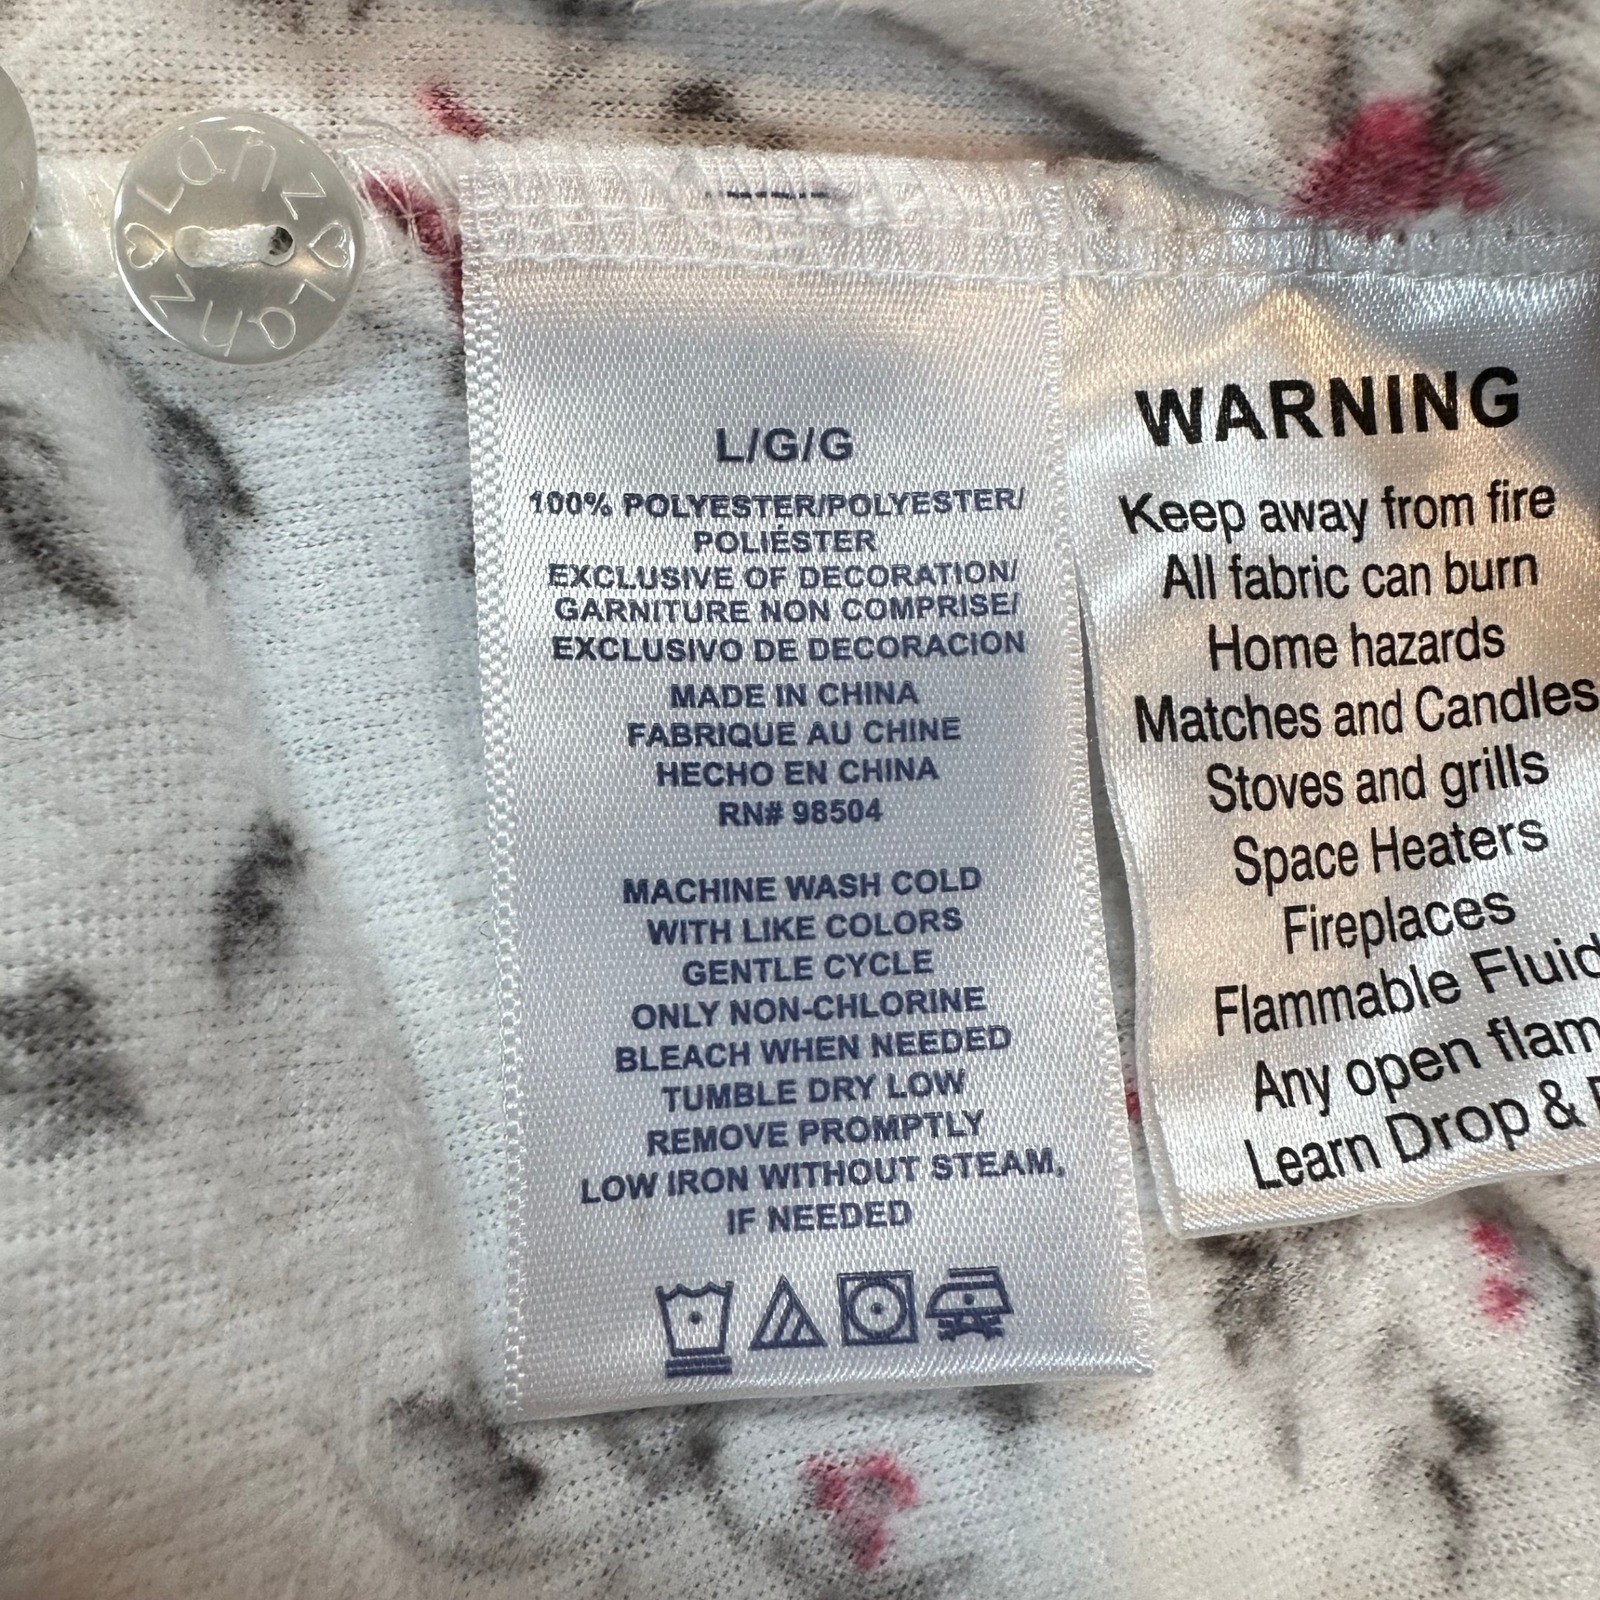 Lanz
Lanz
L/G/G
100% POLYESTER/POLYESTER/
POLIÉSTER
EXCLUSIVE OF DECORATION/
GARNITURE NON COMPRISE/
EXCLUSIVO DE DECORACION
MADE IN CHINA
FABRIQUE AU CHINE
HECHO EN CHINA
RN# 98504
MACHINE WASH COLD
WITH LIKE COLORS
GENTLE CYCLE
ONLY NON-CHLORINE
BLEACH WHEN NEEDED
TUMBLE DRY LOW
REMOVE PROMPTLY
LOW IRON WITHOUT STEAM,
IF NEEDED
WARNING
Keep away from fire
All fabric can burn
Home hazards
Matches and Candles
Stoves and grills
Space Heaters
Fireplaces
Flammable Fluid
Any open flam
Learn Drop &